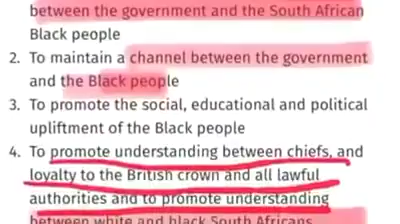 between the government and the South African
Black people
2. To maintain a channel between the government
and the Black people
3. To promote the social, educational and political
upliftment of the Black people
4. To promote understanding between chiefs, and
loyalty to the British crown and all lawful
authorities and to promote understanding
between white and black South Africans